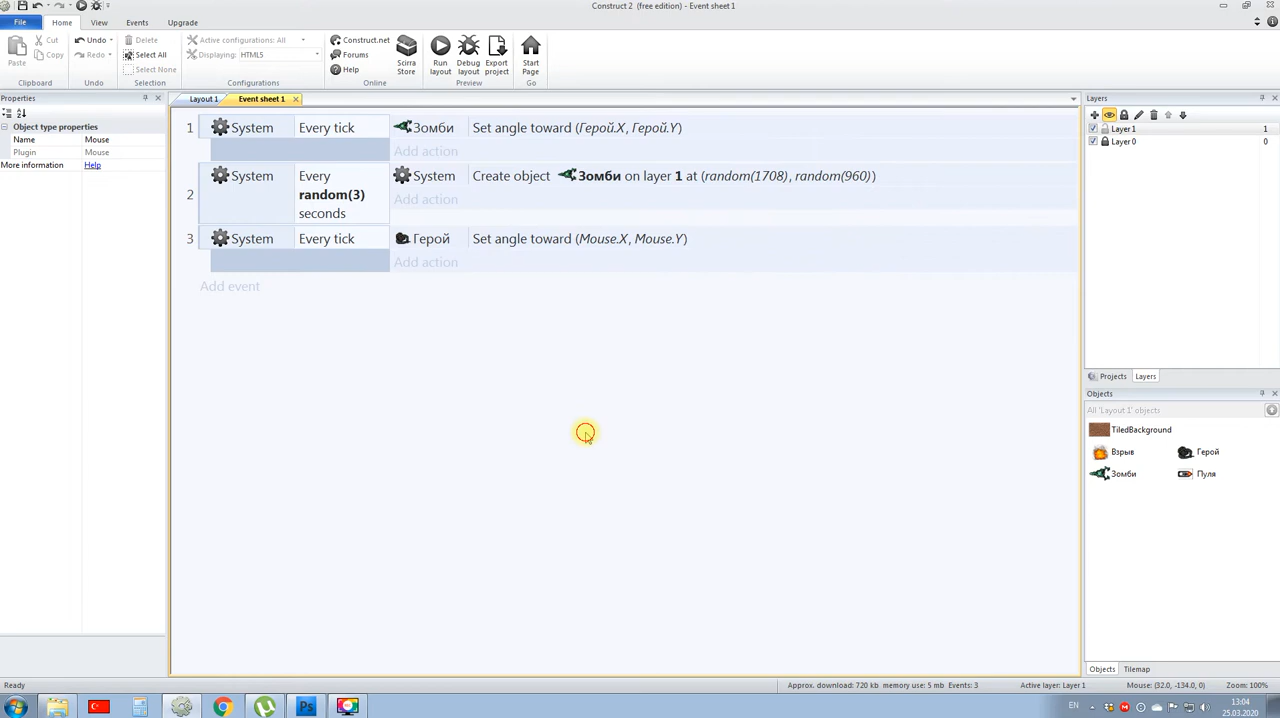 Construct 2  (free edition) - Event sheet 1
File Home View Events Upgrade
Cut Undo Delete Active configurations: All Construct.net
Copy Redo Select All Displaying: HTML5 Forums
Paste Select None Help
Scirra Store Run layout Debug layout Export project Start Page
Clipboard Undo Selection Configurations Online Preview Go
Properties Layout 1 Event sheet 1 Layers
Object type properties
Name Mouse
Plugin Mouse
More information Help
1 System Every tick Зомби Set angle toward (Герой.X, Герой.Y)
Add action
2 System Every random(3) seconds System Create object Зомби on layer 1 at (random(1708), random(960))
Add action
3 System Every tick Герой Set angle toward (Mouse.X, Mouse.Y)
Add action
Add event
Layer 1 1
Layer 0 0
Projects Layers
Objects
All 'Layout 1' objects
TiledBackground
Взрыв Герой
Зомби Пуля
Objects Tilemap
Ready Approx. download: 720 kb memory use: 5 mb Events: 3 Active layer: Layer 1 Mouse: (32.0, -134.0, 0) Zoom: 100%
Ps EN 13:04
25.03.2020